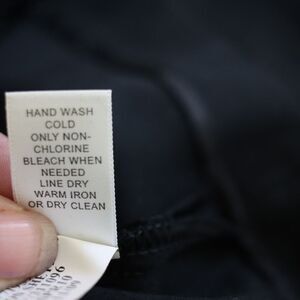 HAND WASH
COLD
ONLY NON-
CHLORINE
BLEACH WHEN
NEEDED
LINE DRY
WARM IRON
OR DRY CLEAN